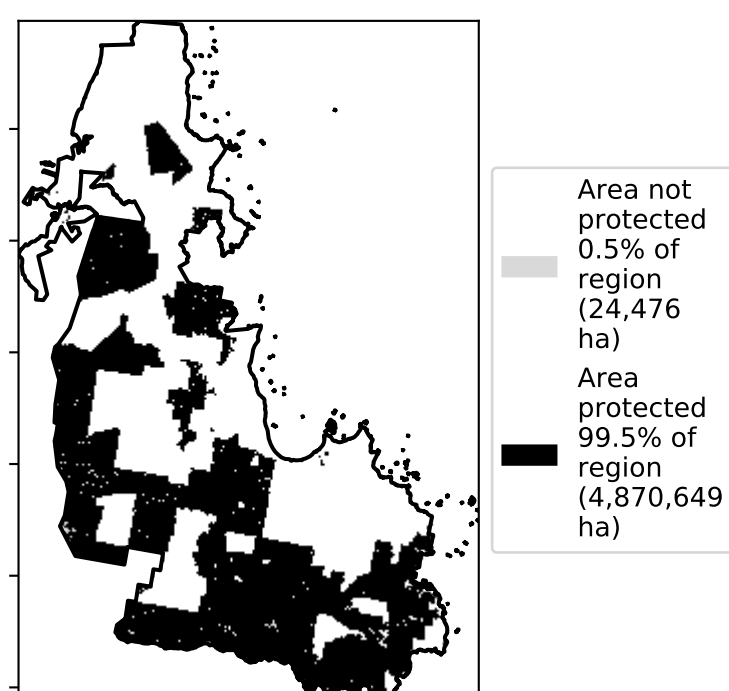 Area not
protected
0.5% of
region
(24,476
ha)
Area
protected
99.5% of
region
(4,870,649
ha)